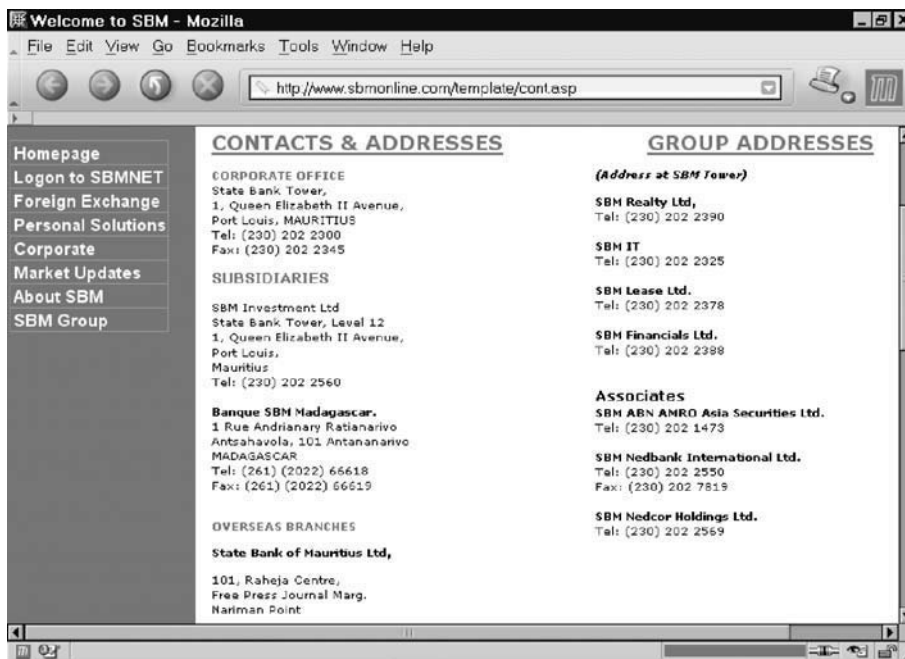 Welcome to SBM - Mozilla
File Edit View Go Bookmarks Tools Window Help
http://www.sbmonline.com/template/cont.asp
Homepage
Logon to SBMNET
Foreign Exchange
Personal Solutions
Corporate
Market Updates
About SBM
SBM Group
CONTACTS & ADDRESSES
CORPORATE OFFICE
State Bank Tower,
1, Queen Elizabeth II Avenue,
Port Louis, MAURITIUS
Tel: (230) 202 2300
Fax: (230) 202 2345
SUBSIDIARIES
SBM Investment Ltd
State Bank Tower, Level 12
1, Queen Elizabeth II Avenue,
Port Louis,
Mauritius
Tel: (230) 202 2560
Banque SBM Madagascar.
1 Rue Andrianary Ratianarivo
Antsahavola, 101 Antananarivo
MADAGASCAR
Tel: (261) (2022) 66618
Fax: (261) (2022) 66619
OVERSEAS BRANCHES
State Bank of Mauritius Ltd,
101, Raheja Centre,
Free Press Journal Marg.
Nariman Point
GROUP ADDRESSES
(Address at SBM Tower)
SBM Realty Ltd,
Tel: (230) 202 2390
SBM IT
Tel: (230) 202 2325
SBM Lease Ltd.
Tel: (230) 202 2378
SBM Financials Ltd.
Tel: (230) 202 2388
Associates
SBM ABN AMRO Asia Securities Ltd.
Tel: (230) 202 1473
SBM Nedbank International Ltd.
Tel: (230) 202 2550
Fax: (230) 202 7819
SBM Nedcor Holdings Ltd.
Tel: (230) 202 2569